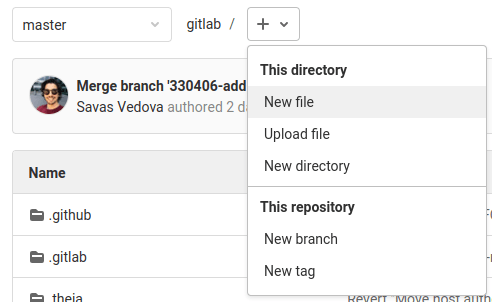 master
gitlab /
Merge branch '330406-add
Savas Vedova authored 2 d
This directory
New file
Upload file
New directory
This repository
New branch
New tag
Name
.github
.gitlab
.theia
Revert "Move host auth